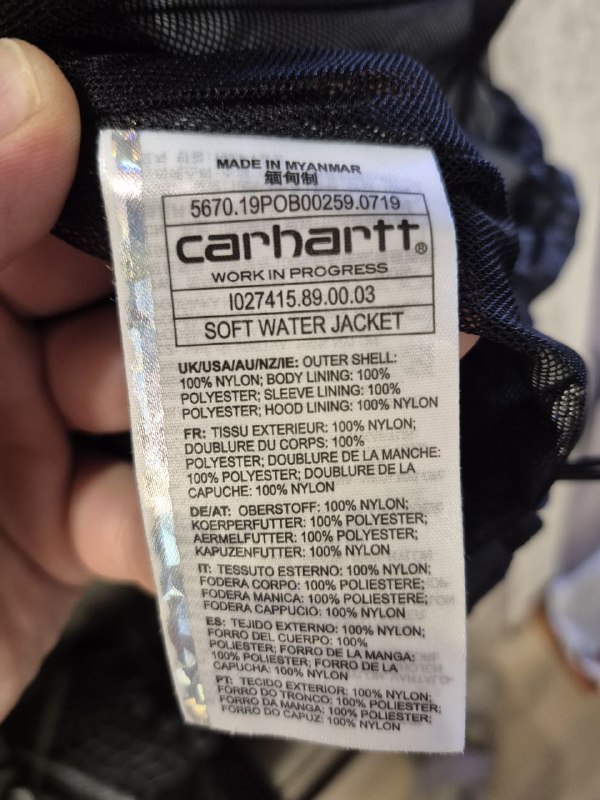 MADE IN MYANMAR
緬甸制
5670.19POB00259.0719
carhartt®
WORK IN PROGRESS
I027415.89.00.03
SOFT WATER JACKET
UK/USA/AU/NZ/IE: OUTER SHELL:
100% NYLON; BODY LINING: 100%
POLYESTER; SLEEVE LINING: 100%
POLYESTER; HOOD LINING: 100% NYLON
FR: TISSU EXTERIEUR: 100% NYLON;
DOUBLURE DU CORPS: 100%
POLYESTER; DOUBLURE DE LA MANCHE:
100% POLYESTER; DOUBLURE DE LA
CAPUCHE: 100% NYLON
DE/AT: OBERSTOFF: 100% NYLON;
KOERPERFUTTER: 100% POLYESTER;
AERMELFUTTER: 100% POLYESTER;
KAPUZENFUTTER: 100% NYLON
IT: TESSUTO ESTERNO: 100% NYLON;
FODERA CORPO: 100% POLIESTERE;
FODERA MANICA: 100% POLIESTERE;
FODERA CAPPUCIO: 100% NYLON
ES: TEJIDO EXTERNO: 100% NYLON;
FORRO DEL CUERPO: 100%
POLIESTER; FORRO DE LA MANGA:
100% POLIESTER; FORRO DE LA
CAPUCHA: 100% NYLON
PT: TECIDO EXTERIOR: 100% NYLON;
FORRO DO TRONCO: 100% POLIESTER;
FORRO DA MANGA: 100% POLIESTER;
FORRO DO CAPUZ: 100% NYLON